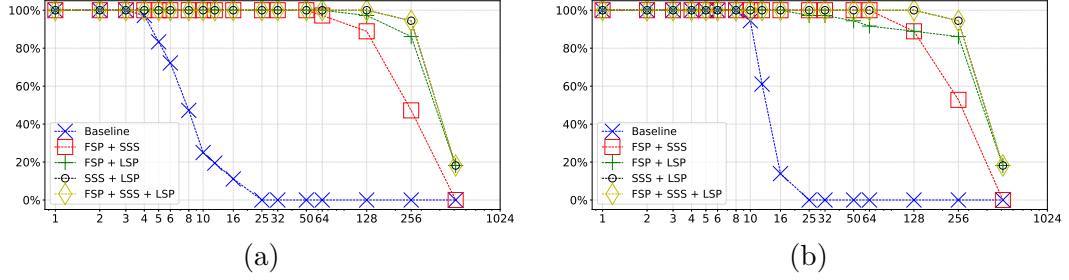 100%
80%
60%
40%
20%
0%
Baseline
FSP + SSS
FSP + LSP
SSS + LSP
FSP + SSS + LSP
1 2 3 4 5 6 8 10 16 25 32 50 64 128 256 1024
(a)
100%
80%
60%
40%
20%
0%
Baseline
FSP + SSS
FSP + LSP
SSS + LSP
FSP + SSS + LSP
1 2 3 4 5 6 8 10 16 25 32 50 64 128 256 1024
(b)